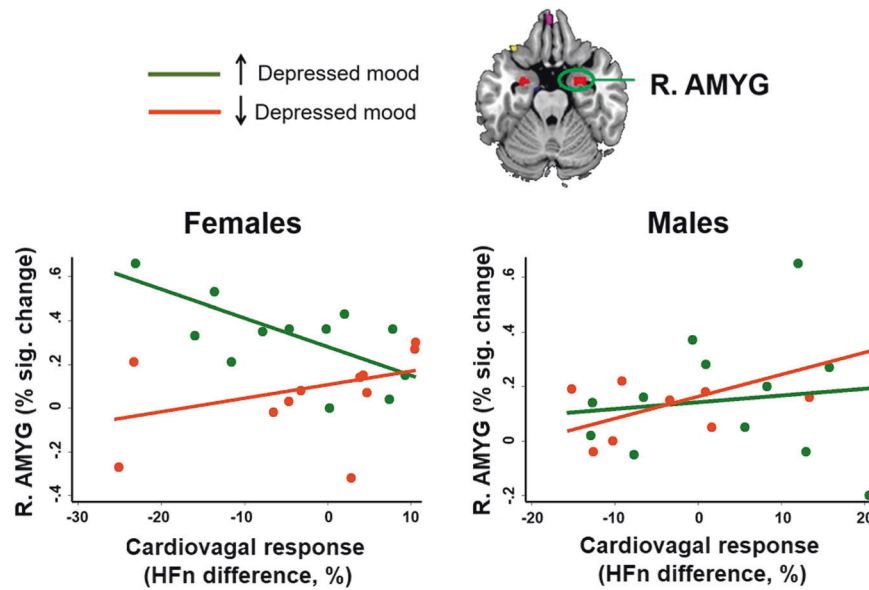 ↑ Depressed mood
↓ Depressed mood
R. AMYG
Females
R. AMYG (% sig. change)
.6
.4
.2
0
-.2
-.4
-30
-20
-10
0
10
Cardiovagal response
(HFn difference, %)
Males
R. AMYG (% sig. change)
.6
.4
.2
0
-.2
-20
-10
0
10
20
Cardiovagal response
(HFn difference, %)